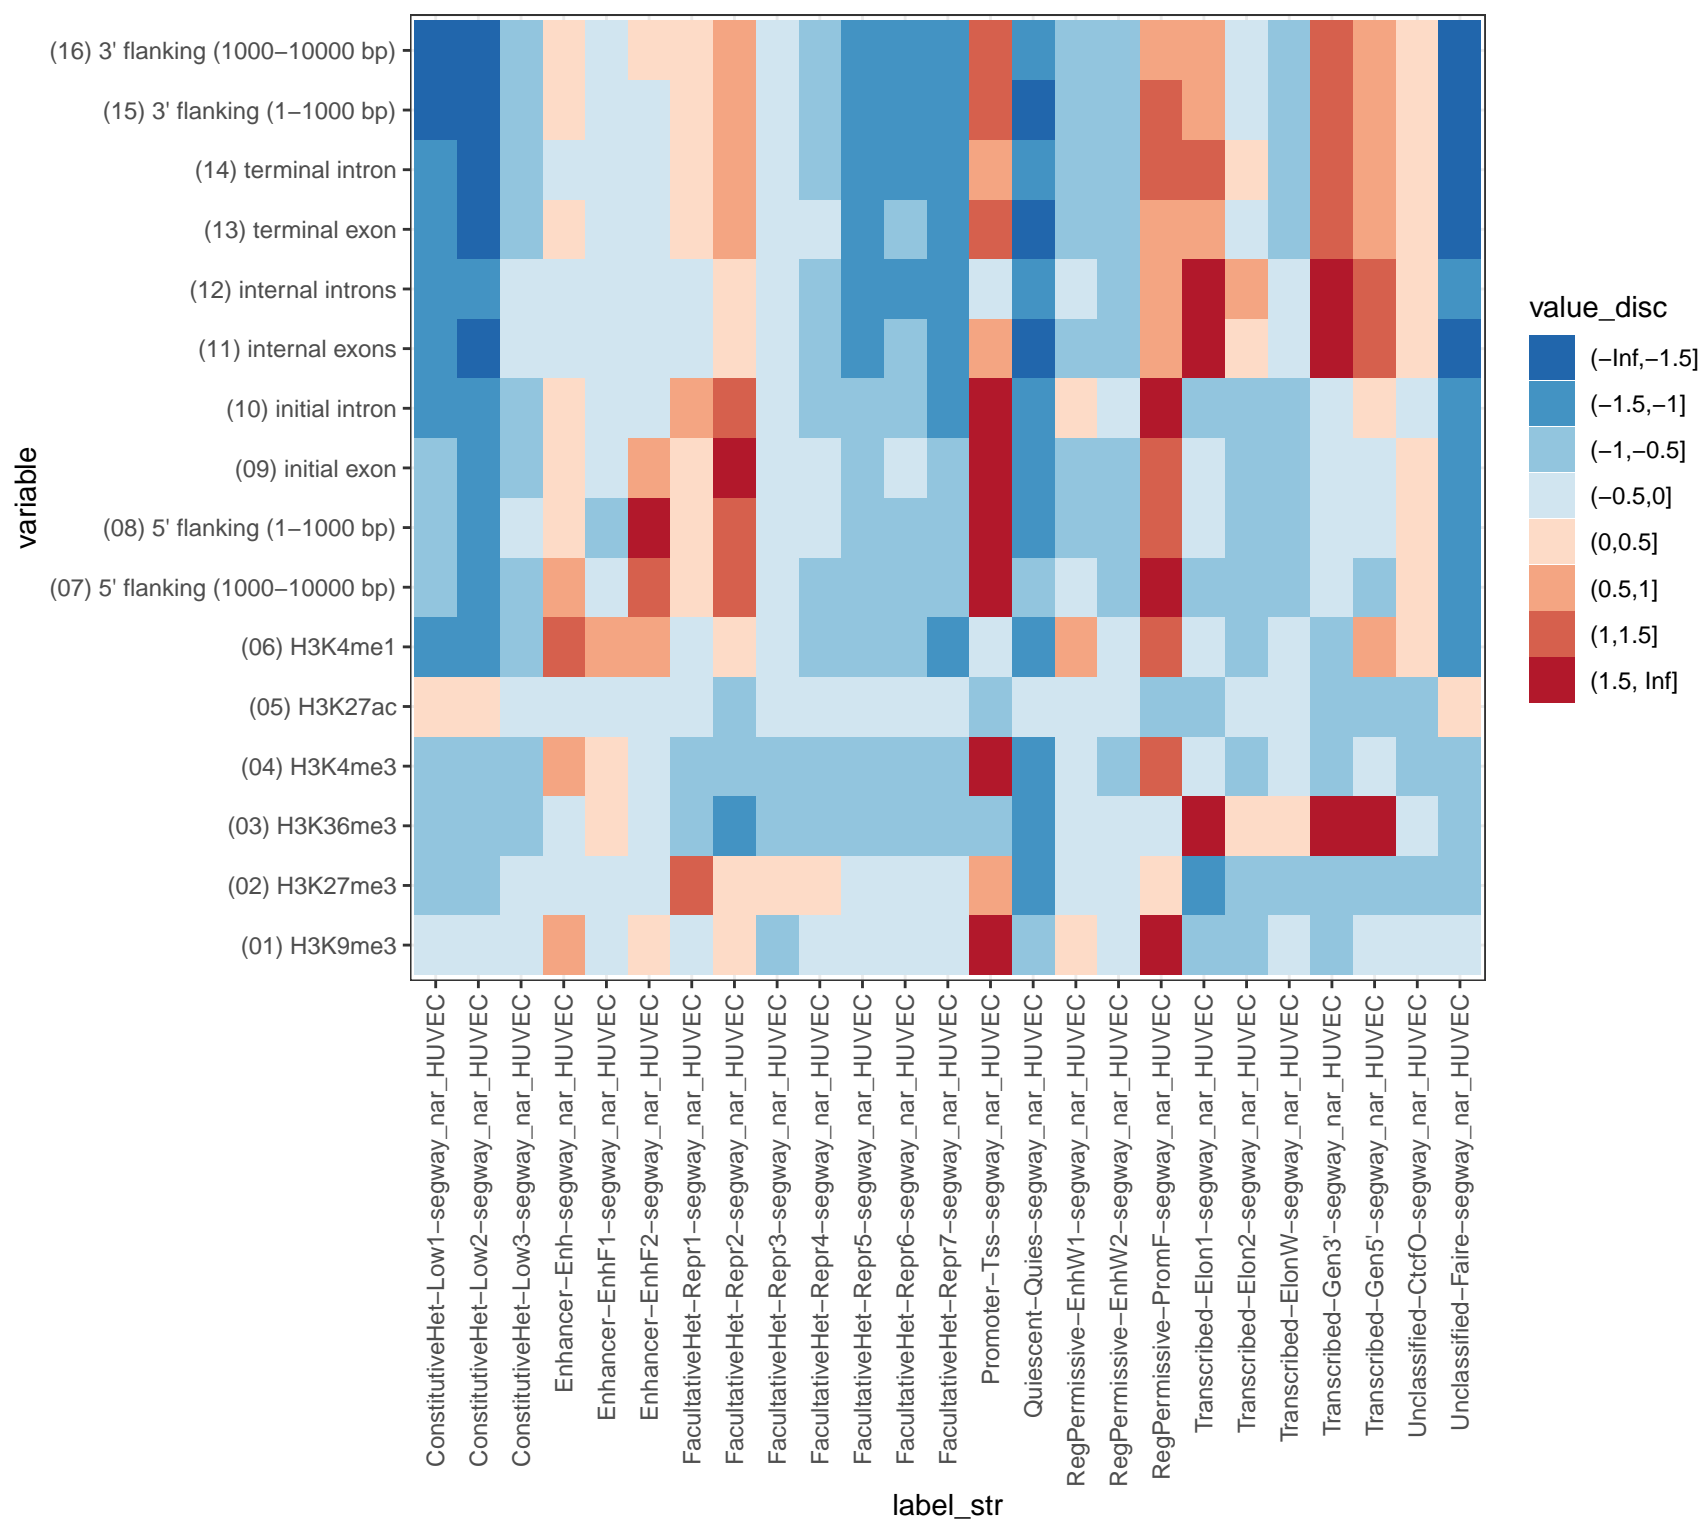 (16) 3' flanking (1000−10000 bp)
(15) 3' flanking (1−1000 bp)
(14) terminal intron
(13) terminal exon
(12) internal introns
(11) internal exons
(10) initial intron
(09) initial exon
(08) 5' flanking (1−1000 bp)
(07) 5' flanking (1000−10000 bp)
(06) H3K4me1
(05) H3K27ac
(04) H3K4me3
(03) H3K36me3
(02) H3K27me3
(01) H3K9me3
variable
ConstitutiveHet−Low1−segway_nar_HUVEC
ConstitutiveHet−Low2−segway_nar_HUVEC
ConstitutiveHet−Low3−segway_nar_HUVEC
Enhancer−Enh−segway_nar_HUVEC
Enhancer−EnhF1−segway_nar_HUVEC
Enhancer−EnhF2−segway_nar_HUVEC
FacultativeHet−Repr1−segway_nar_HUVEC
FacultativeHet−Repr2−segway_nar_HUVEC
FacultativeHet−Repr3−segway_nar_HUVEC
FacultativeHet−Repr4−segway_nar_HUVEC
FacultativeHet−Repr5−segway_nar_HUVEC
FacultativeHet−Repr6−segway_nar_HUVEC
FacultativeHet−Repr7−segway_nar_HUVEC
Promoter−Tss−segway_nar_HUVEC
Quiescent−Quies−segway_nar_HUVEC
RegPermissive−EnhW1−segway_nar_HUVEC
RegPermissive−EnhW2−segway_nar_HUVEC
RegPermissive−PromF−segway_nar_HUVEC
Transcribed−Elon1−segway_nar_HUVEC
Transcribed−Elon2−segway_nar_HUVEC
Transcribed−ElonW−segway_nar_HUVEC
Transcribed−Gen3'−segway_nar_HUVEC
Transcribed−Gen5'−segway_nar_HUVEC
Unclassified−CtcfO−segway_nar_HUVEC
Unclassified−Faire−segway_nar_HUVEC
label_str
value_disc
(−Inf,−1.5]
(−1.5,−1]
(−1,−0.5]
(−0.5,0]
(0,0.5]
(0.5,1]
(1,1.5]
(1.5, Inf]